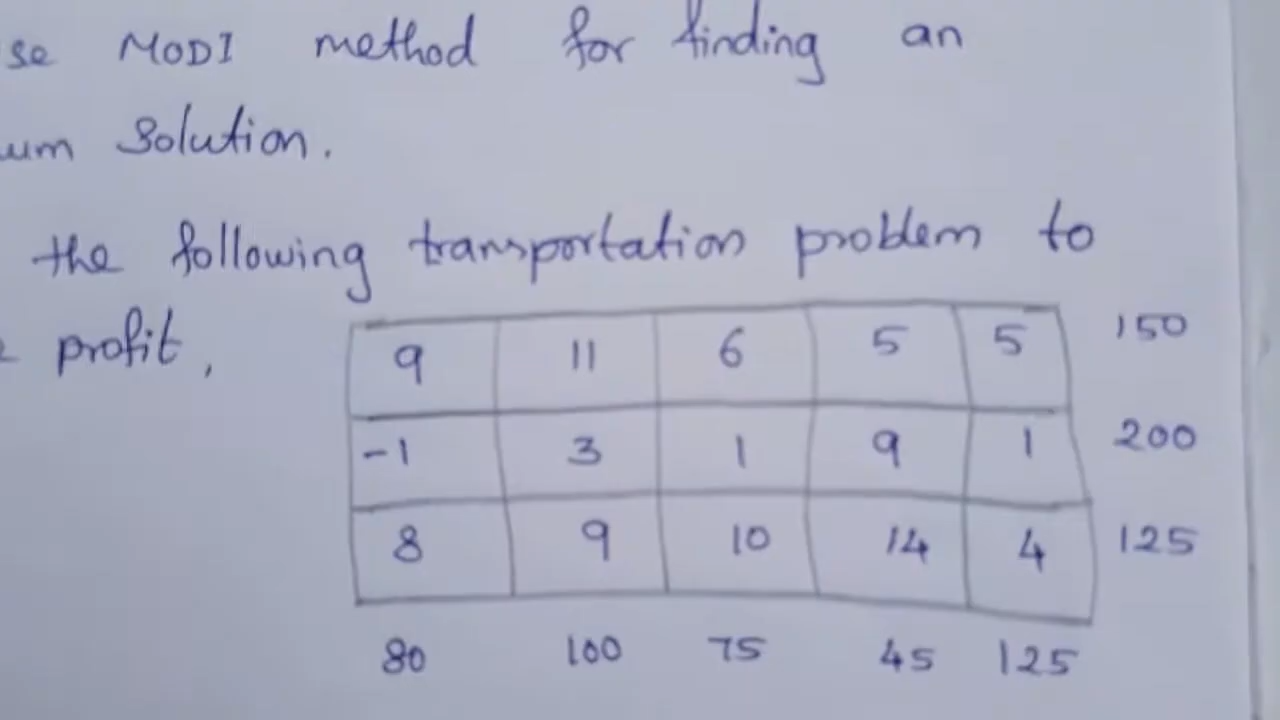 se MODI method for finding an
um Solution.
the following transportation problem to
profit,
9 11 6 5 5 150
-1 3 1 9 1 200
8 9 10 14 4 125
80 100 75 45 125